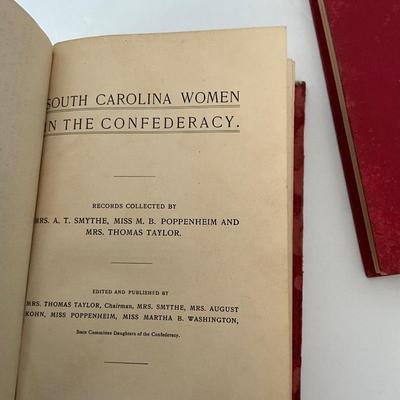 SOUTH CAROLINA WOMEN
IN THE CONFEDERACY.
RECORDS COLLECTED BY
MRS. A. T. SMYTHE, MISS M. B. POPPENHEIM AND
MRS. THOMAS TAYLOR.
EDITED AND PUBLISHED BY
MRS. THOMAS TAYLOR, Chairman, MRS. SMYTHE, MRS. AUGUST
KOHN, MISS POPPENHEIM, MISS MARTHA B. WASHINGTON,
State Committee Daughters of the Confederacy.